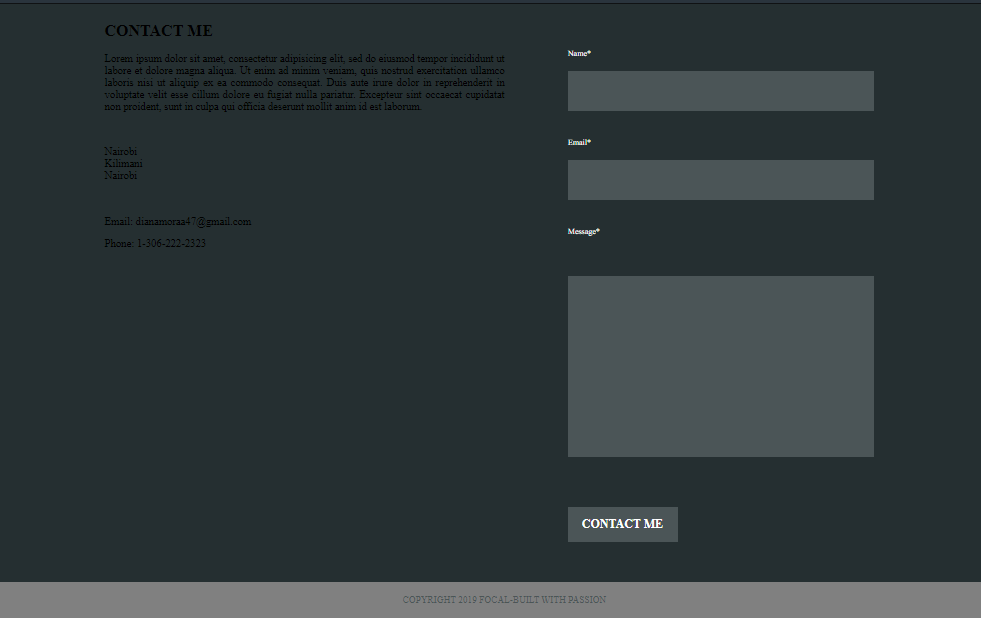 CONTACT ME
Lorem ipsum dolor sit amet, consectetur adipisicing elit, sed do eiusmod tempor incididunt ut
labore et dolore magna aliqua. Ut enim ad minim veniam, quis nostrud exercitation ullamco
laboris nisi ut aliquip ex ea commodo consequat. Duis aute irure dolor in reprehenderit in
voluptate velit esse cillum dolore eu fugiat nulla pariatur. Excepteur sint occaecat cupidatat
non proident, sunt in culpa qui officia deserunt mollit anim id est laborum.
Nairobi
Kilimani
Nairobi
Email: dianamoraa47@gmail.com
Phone: 1-306-222-2323
Name*
Email*
Message*
CONTACT ME
COPYRIGHT 2019 FOCAL-BUILT WITH PASSION